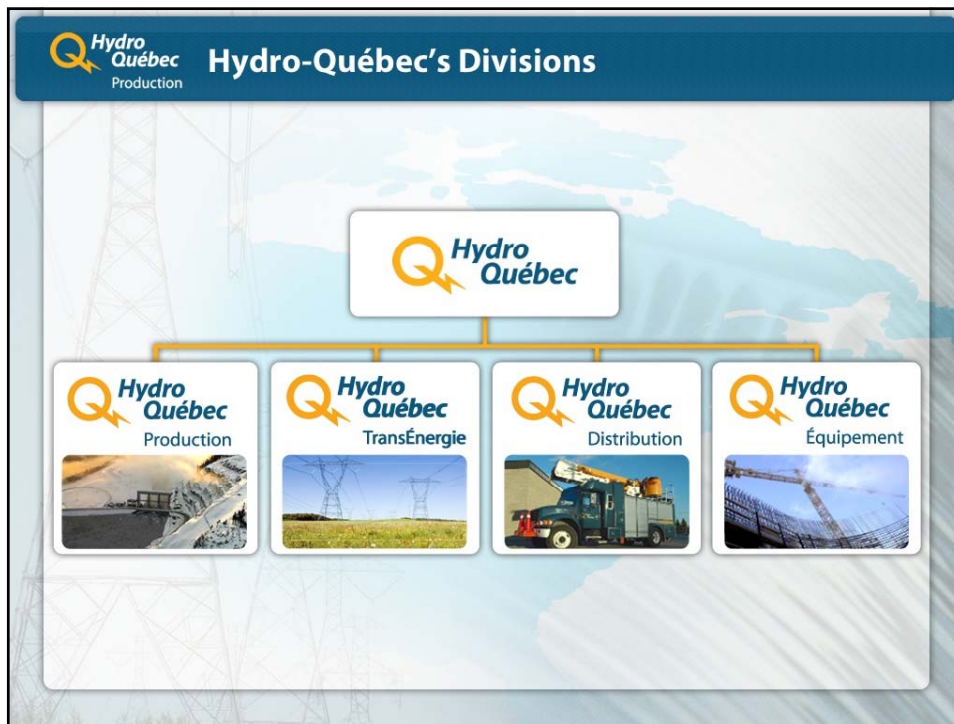 Hydro
Québec
Production
Hydro-Québec's Divisions
Hydro
Québec
Hydro
Québec
Production
Hydro
Québec
TransÉnergie
Hydro
Québec
Distribution
Hydro
Québec
Équipement